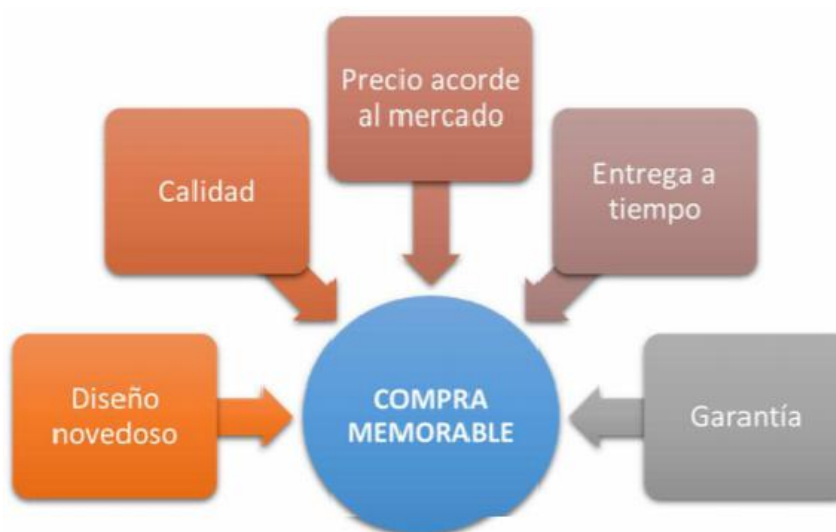 Precio acorde
al mercado
Calidad
Entrega a
tiempo
Diseño
novedoso
COMPRA
MEMORABLE
Garantía